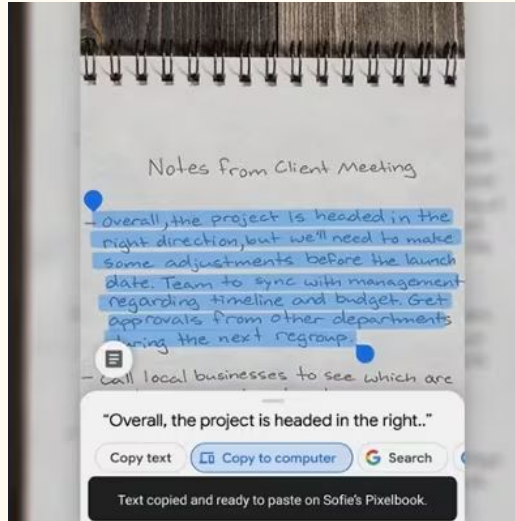 Notes from Client Meeting
- Overall, the project is headed in the
right direction, but we'll need to make
some adjustments before the launch
date. Team to sync with management
regarding timeline and budget. Get
approvals from other departments
during the next regroup.
- Call local businesses to see which are
"Overall, the project is headed in the right.."
Copy text
Copy to computer
Search
Text copied and ready to paste on Sofie's Pixelbook.